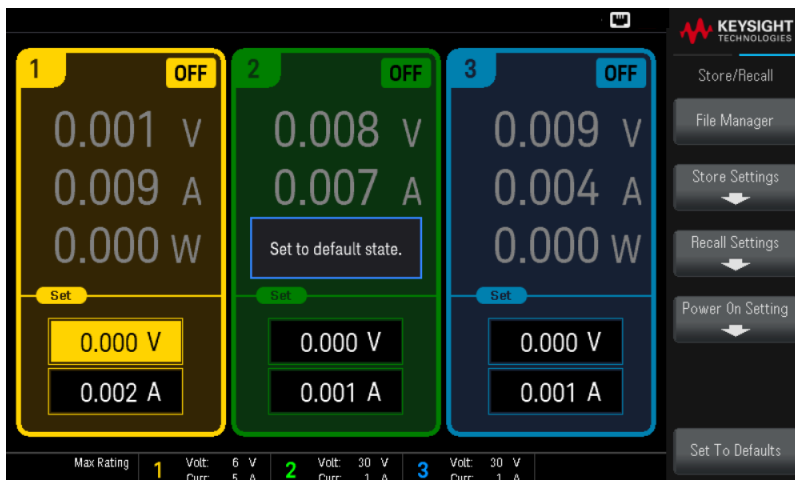 KEYSIGHT
TECHNOLOGIES
Store/Recall
File Manager
Store Settings
Recall Settings
Power On Setting
Set To Defaults
1 OFF
0.001 V
0.009 A
0.000 W
Set
0.000 V
0.002 A
2 OFF
0.008 V
0.007 A
Set to default state.
Set
0.000 V
0.001 A
3 OFF
0.009 V
0.004 A
0.000 W
Set
0.000 V
0.001 A
Max Rating 1 Volt: 6 V 2 Volt: 30 V 3 Volt: 30 V
Curr: 5 A Curr: 1 A Curr: 1 A